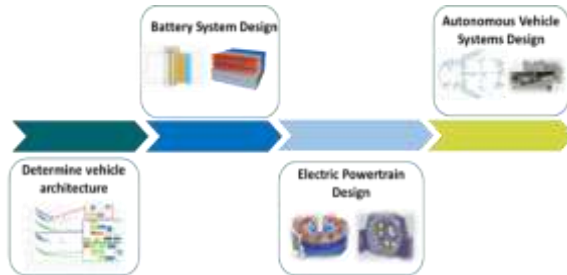 Battery System Design
Autonomous Vehicle
Systems Design
Determine vehicle
architecture
Electric Powertrain
Design